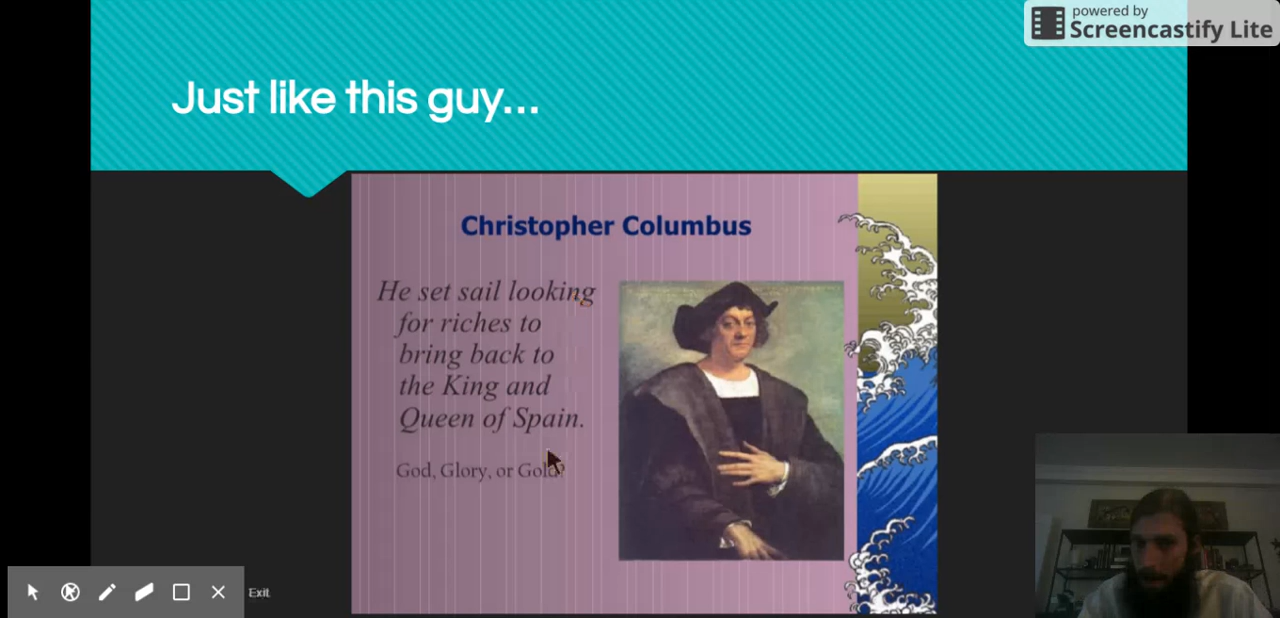 powered by
Screencastify Lite
Just like this guy...
Christopher Columbus
He set sail looking
for riches to
bring back to
the King and
Queen of Spain.
God, Glory, or Gold?
Exit